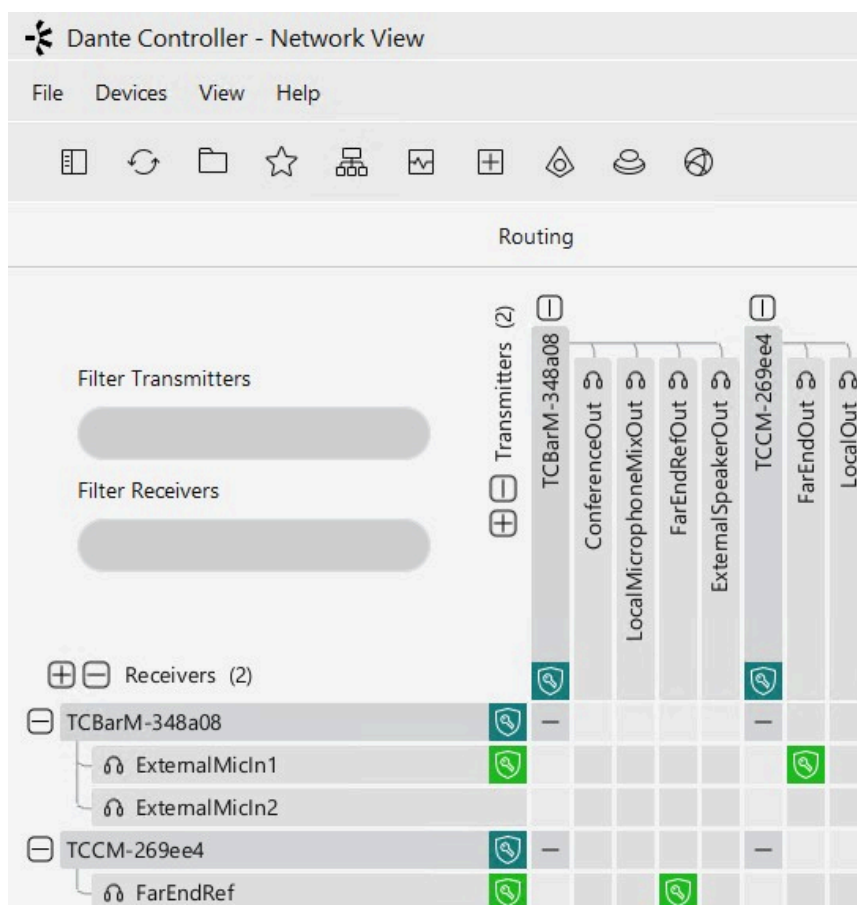 Dante Controller - Network View
File Devices View Help
Routing
Filter Transmitters
Filter Receivers
Transmitters (2)
TCBarM-348a08
ConferenceOut
LocalMicrophoneMixOut
FarEndRefOut
ExternalSpeakerOut
TCCM-269ee4
FarEndOut
LocalOut
Receivers (2)
TCBarM-348a08
ExternalMicIn1
ExternalMicIn2
TCCM-269ee4
FarEndRef